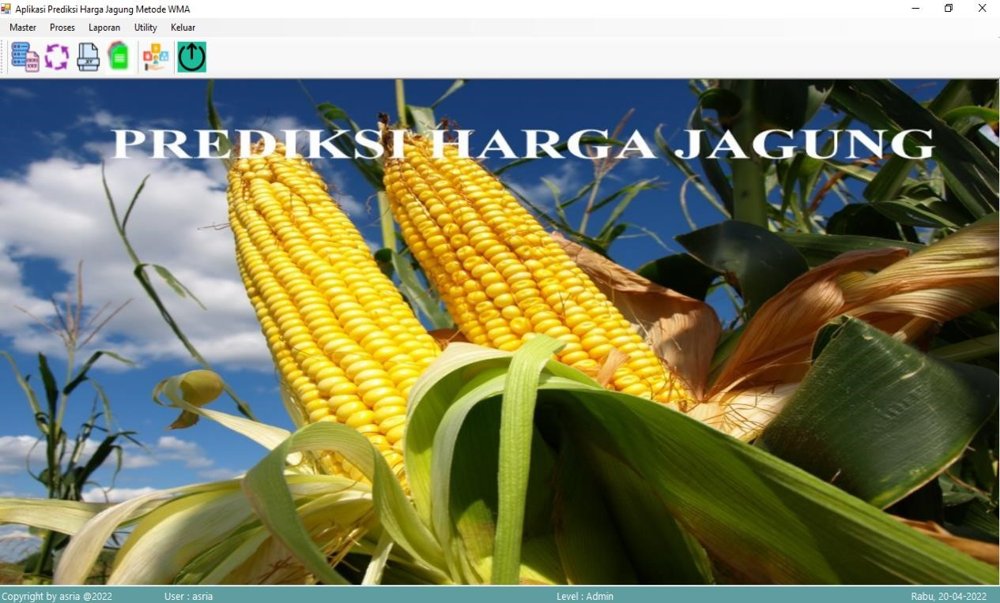 Aplikasi Prediksi Harga Jagung Metode WMA
Master Proses Laporan Utility Keluar
PREDIKSI HARGA JAGUNG
Copyright by asria @2022 User : asria Level : Admin Rabu, 20-04-2022